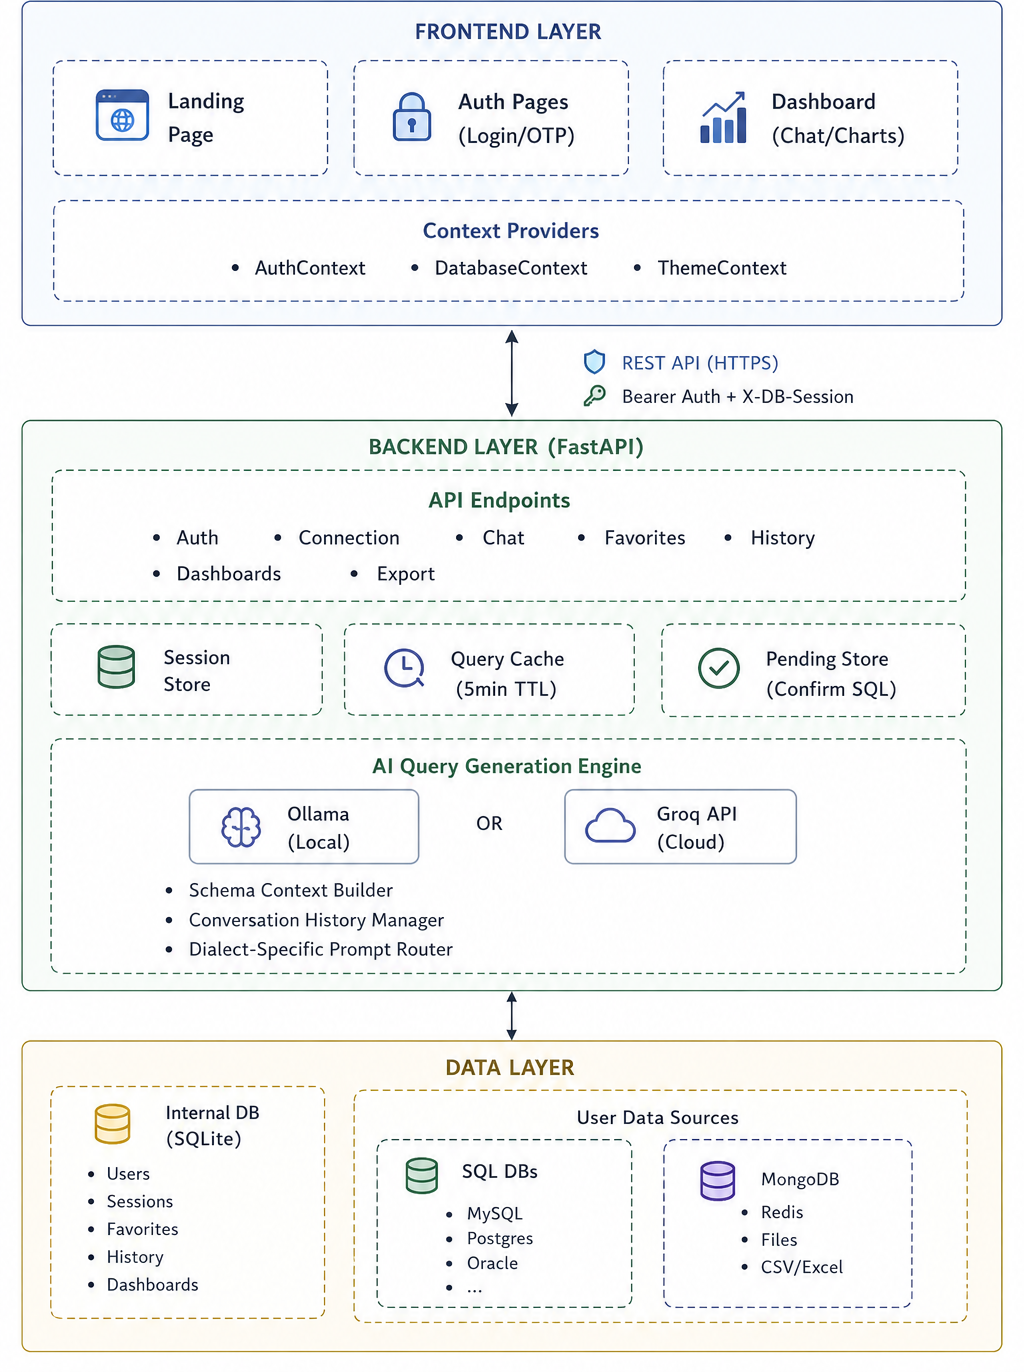 FRONTEND LAYER
Landing
Page
Auth Pages
(Login/OTP)
Dashboard
(Chat/Charts)
Context Providers
• AuthContext • DatabaseContext • ThemeContext
REST API (HTTPS)
Bearer Auth + X-DB-Session
BACKEND LAYER (FastAPI)
API Endpoints
• Auth • Connection • Chat • Favorites • History
• Dashboards • Export
Session
Store
Query Cache
(5min TTL)
Pending Store
(Confirm SQL)
AI Query Generation Engine
Ollama
(Local)
OR
Groq API
(Cloud)
• Schema Context Builder
• Conversation History Manager
• Dialect-Specific Prompt Router
DATA LAYER
Internal DB
(SQLite)
• Users
• Sessions
• Favorites
• History
• Dashboards
User Data Sources
SQL DBs
• MySQL
• Postgres
• Oracle
• ...
MongoDB
• Redis
• Files
• CSV/Excel